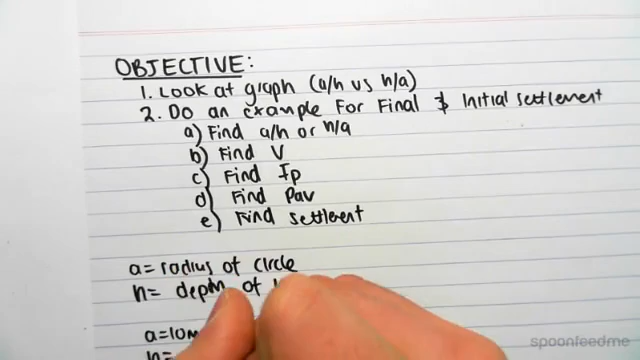 OBJECTIVE:
1. Look at graph (a/h vs h/a)
2. Do an example for Final & Initial settlement
a) Find a/h or h/a
b) Find V
c) Find Ip
d) Find Pav
e) Find settlement
a = radius of circle
h = depth of
a = 10m
h =
spoonfeedme